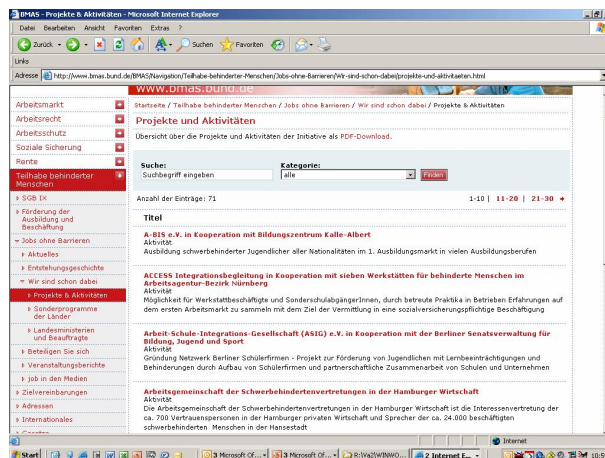 BMAS - Projekte & Aktivitäten - Microsoft Internet Explorer
Datei Bearbeiten Ansicht Favoriten Extras ?
Zurück Suchen Favoriten
Links
Adresse http://www.bmas.bund.de/BMAS/Navigation/Teilhabe-behinderter-Menschen/Jobs-ohne-Barrieren/Wir-sind-schon-dabei/projekte-und-aktivitaeten.html
www.bmas.bund.de
Arbeitsmarkt
Arbeitsrecht
Arbeitsschutz
Soziale Sicherung
Rente
Teilhabe behinderter
Menschen
SGB IX
Förderung der
Ausbildung und
Beschäftigung
Jobs ohne Barrieren
Aktuelles
Entstehungsgeschichte
Wir sind schon dabei
Projekte & Aktivitäten
Sonderprogramme
der Länder
Landesministerien
und Beauftragte
Beteiligen Sie sich
Veranstaltungsberichte
job in den Medien
Zielvereinbarungen
Adressen
Internationales
Startseite / Teilhabe behinderter Menschen / Jobs ohne Barrieren / Wir sind schon dabei / Projekte & Aktivitäten
Projekte und Aktivitäten
Übersicht über die Projekte und Aktivitäten der Initiative als PDF-Download.
Suche: Kategorie:
Suchbegriff eingeben alle Finden
Anzahl der Einträge: 71 1-10 | 11-20 | 21-30
Titel
A-BIS e.V. in Kooperation mit Bildungszentrum Kalle-Albert
Aktivität
Ausbildung schwerbehinderter Jugendlicher aller Nationalitäten im 1. Ausbildungsmarkt in vielen Ausbildungsberufen
ACCESS Integrationsbegleitung in Kooperation mit sieben Werkstätten für behinderte Menschen im
Arbeitsagentur-Bezirk Nürnberg
Aktivität
Möglichkeit für Werkstattbeschäftigte und SonderschulabgängerInnen, durch betreute Praktika in Betrieben Erfahrungen auf
dem ersten Arbeitsmarkt zu sammeln mit dem Ziel der Vermittlung in eine sozialversicherungspflichtige Beschäftigung
Arbeit-Schule-Integrations-Gesellschaft (ASIG) e.V. in Kooperation mit der Berliner Senatsverwaltung für
Bildung, Jugend und Sport
Aktivität
Gründung Netzwerk Berliner Schülerfirmen - Projekt zur Förderung von Jugendlichen mit Lernbeeinträchtigungen und
Behinderungen durch Aufbau von Schülerfirmen und partnerschaftliche Zusammenarbeit von Schulen und Unternehmen
Arbeitsgemeinschaft der Schwerbehindertenvertretungen in der Hamburger Wirtschaft
Aktivität
Die Arbeitsgemeinschaft der Schwerbehindertenvertretungen in der Hamburger Wirtschaft ist die Interessenvertretung der
ca. 700 Vertrauenspersonen in der Hamburger privaten Wirtschaft und Sprecher der ca. 24.000 beschäftigten
schwerbehinderten Menschen in der Hansestadt
Internet
Start 3 Microsoft Of... 3 Microsoft Of... R:\Va2\WINWO... 2 Internet E...